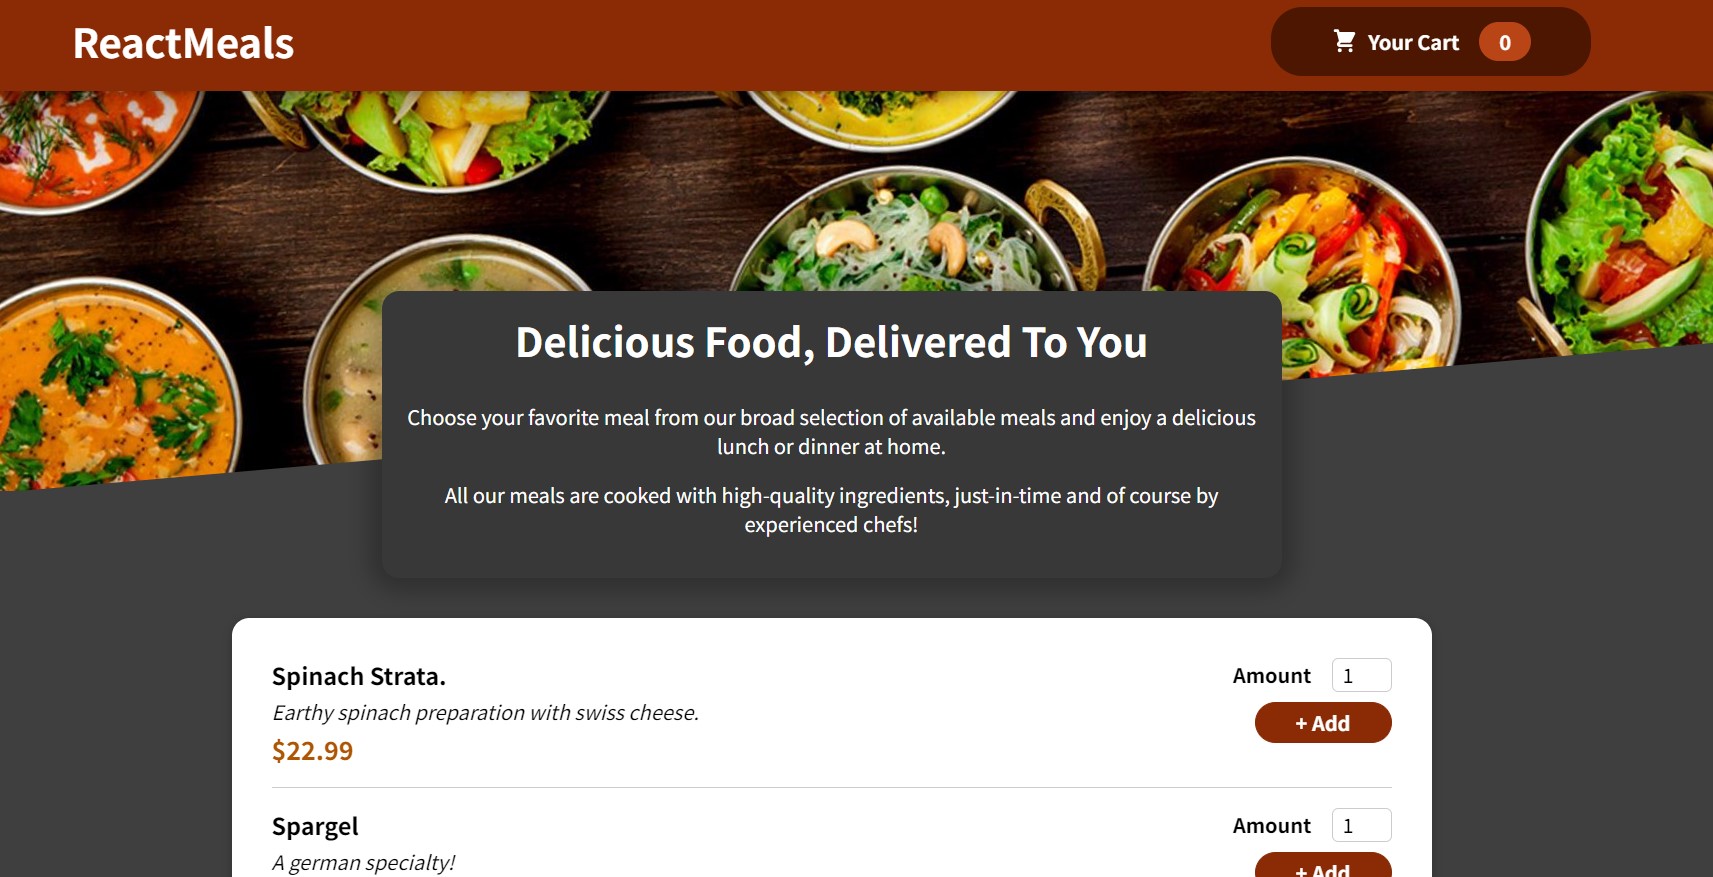 ReactMeals
Your Cart 0
Delicious Food, Delivered To You
Choose your favorite meal from our broad selection of available meals and enjoy a delicious
lunch or dinner at home.
All our meals are cooked with high-quality ingredients, just-in-time and of course by
experienced chefs!
Spinach Strata.
Amount 1
Earthy spinach preparation with swiss cheese.
+ Add
$22.99
Spargel
Amount 1
A german specialty!
+ Add